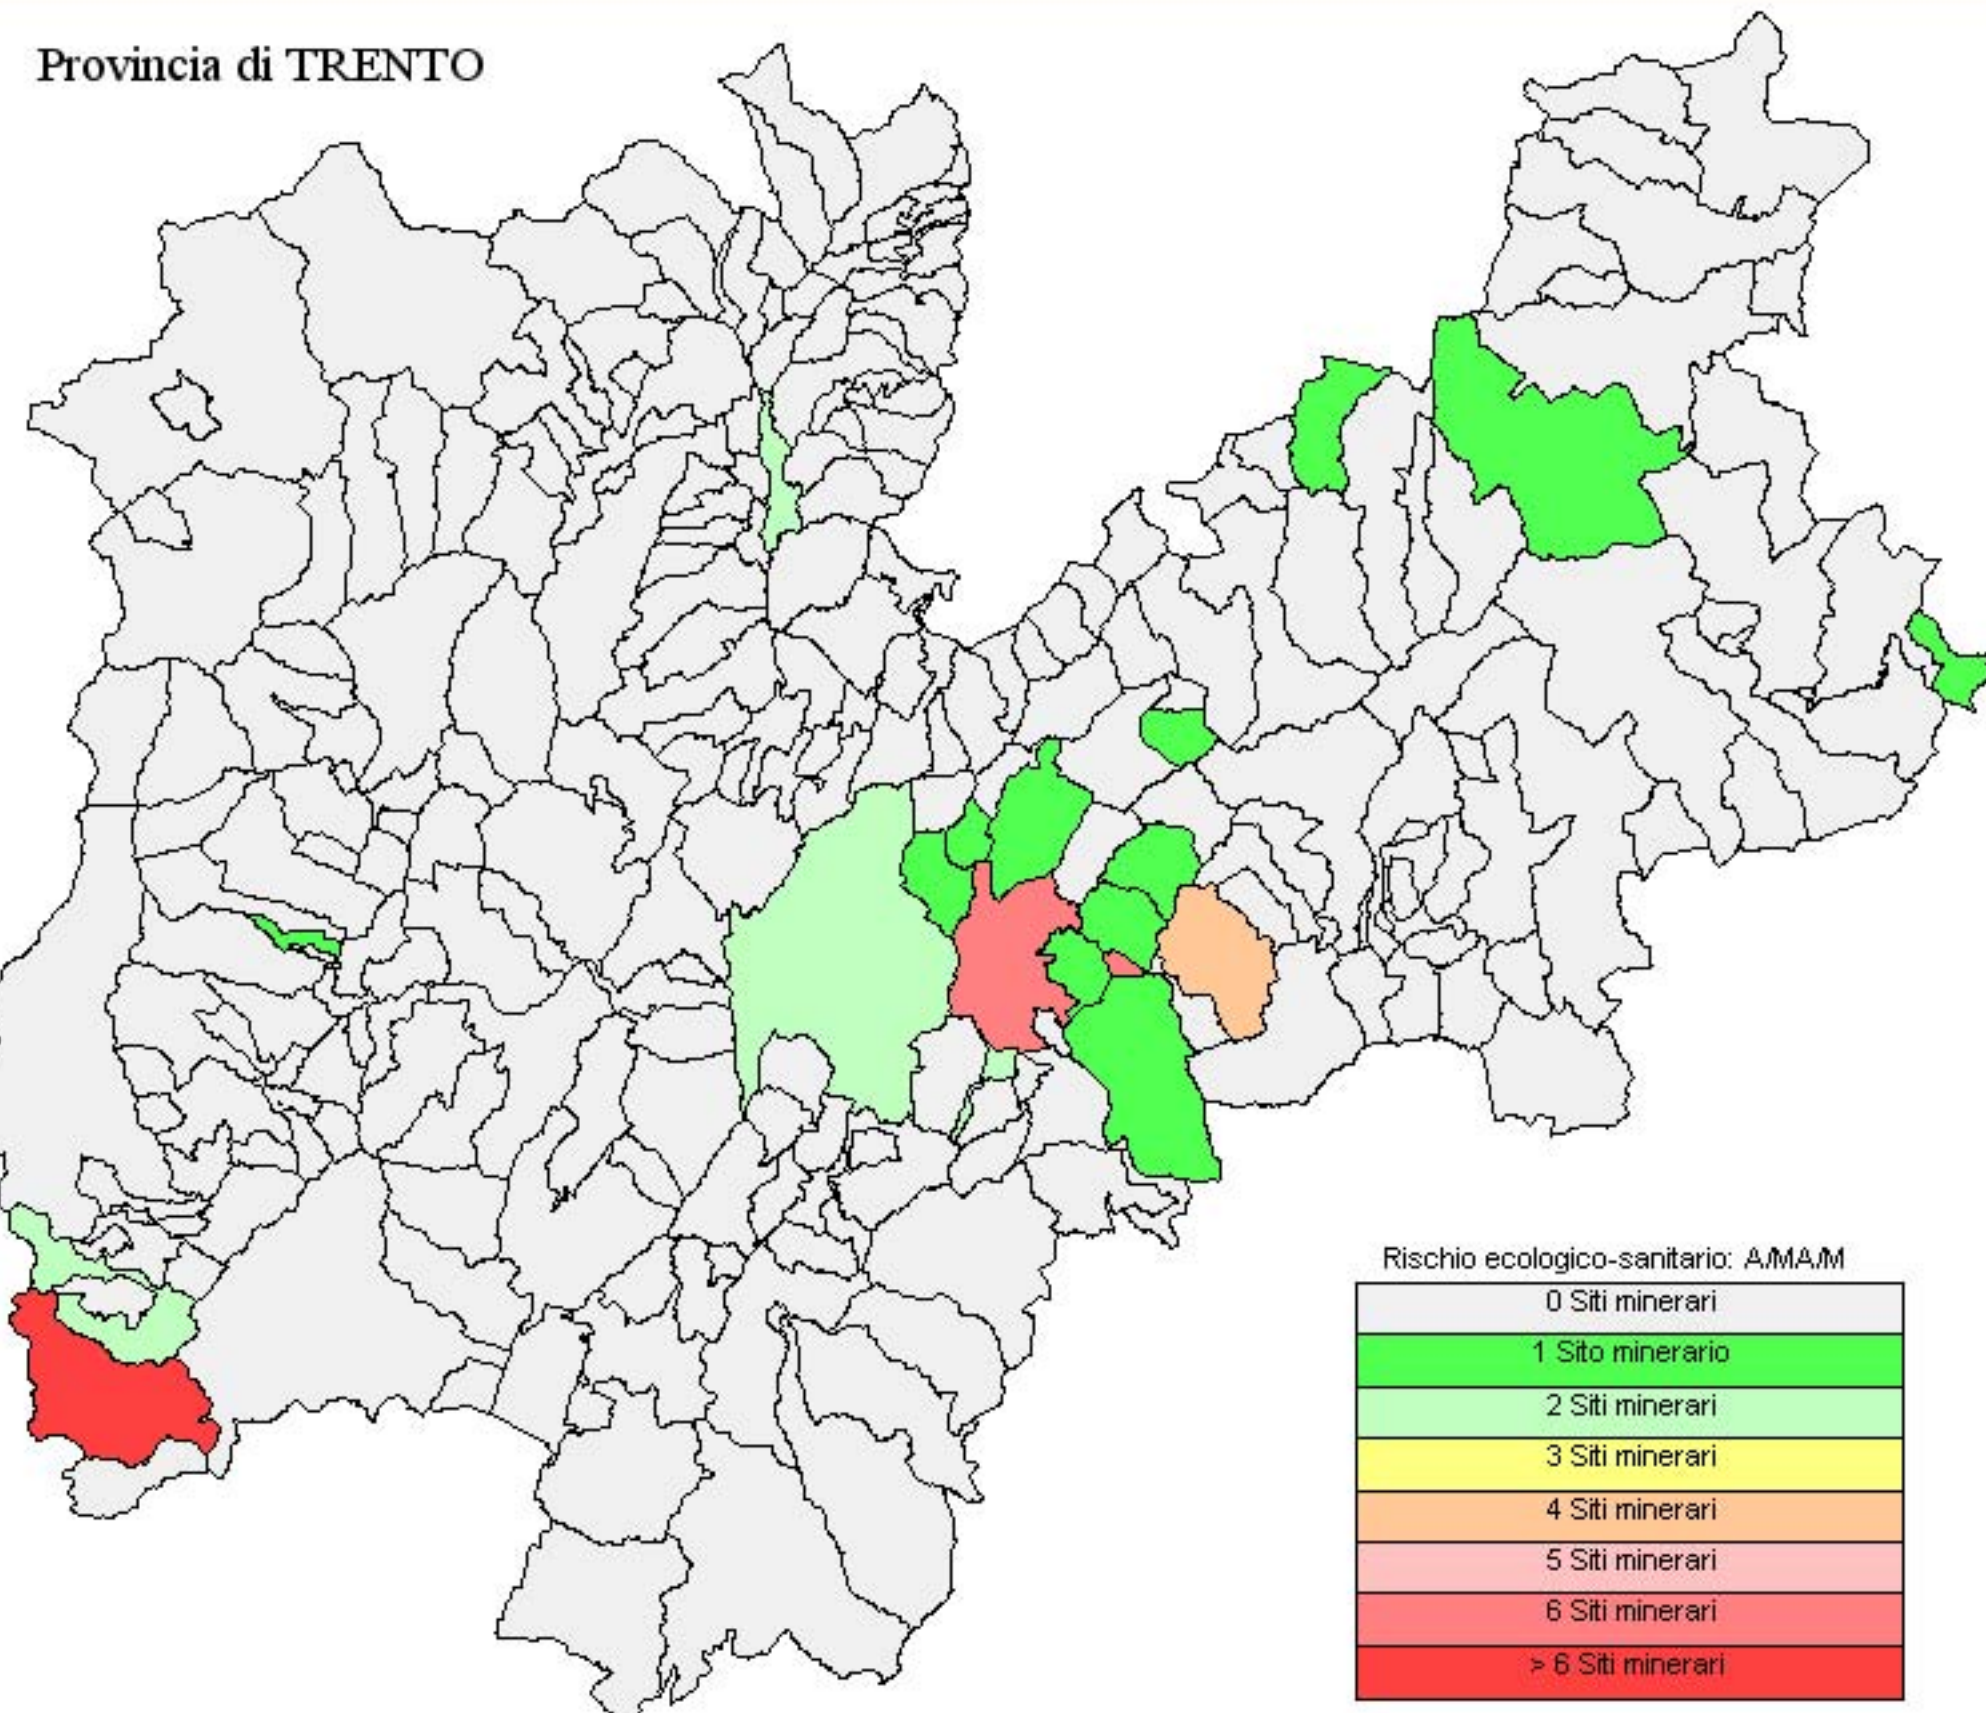 Provincia di TRENTO
Rischio ecologico-sanitario: A/MA/M
0 Siti minerari
1 Sito minerario
2 Siti minerari
3 Siti minerari
4 Siti minerari
5 Siti minerari
6 Siti minerari
> 6 Siti minerari